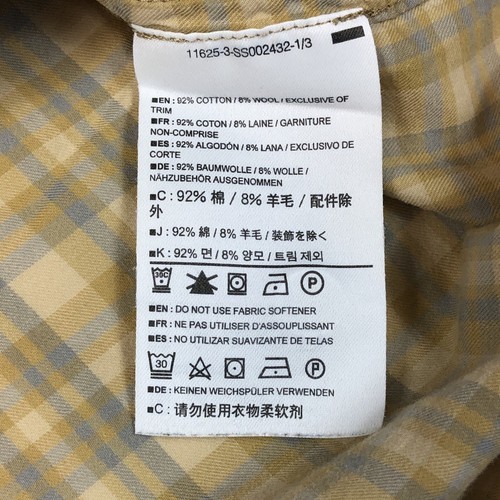 11625-3-SS002432-1/3
■EN: 92% COTTON / 8% WOOL / EXCLUSIVE OF
TRIM
■FR: 92% COTON / 8% LAINE / GARNITURE
NON-COMPRISE
■ES: 92% ALGODÓN / 8% LANA / EXCLUSIVO DE
CORTE
■DE: 92% BAUMWOLLE / 8% WOLLE /
NÄHZUBEHÖR AUSGENOMMEN
■C: 92% 棉 / 8% 羊毛 / 配件除
外
■J: 92% 綿 / 8% 羊毛 / 装飾を除く
■K: 92% 면 / 8% 양모 / 트림 제외
30C P
■EN: DO NOT USE FABRIC SOFTENER
■FR: NE PAS UTILISER D'ASSOUPLISSANT
■ES: NO UTILIZAR SUAVIZANTE DE TELAS
30 P
■DE: KEINEN WEICHSPÜLER VERWENDEN
■C: 请勿使用衣物柔软剂